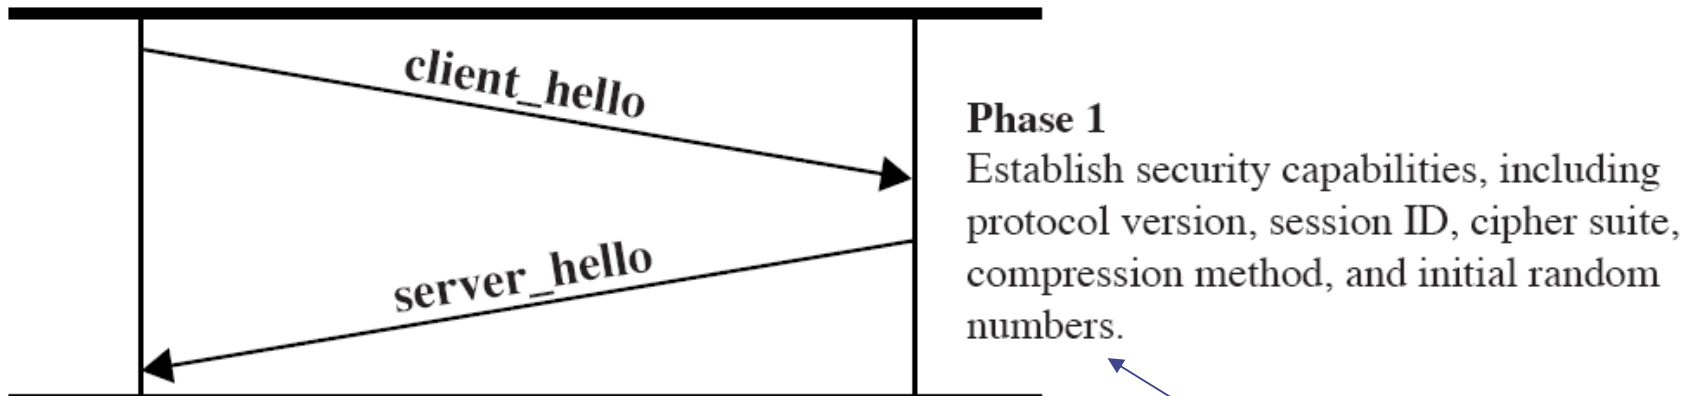 client_hello
Phase 1
Establish security capabilities, including
protocol version, session ID, cipher suite,
compression method, and initial random
numbers.
server_hello